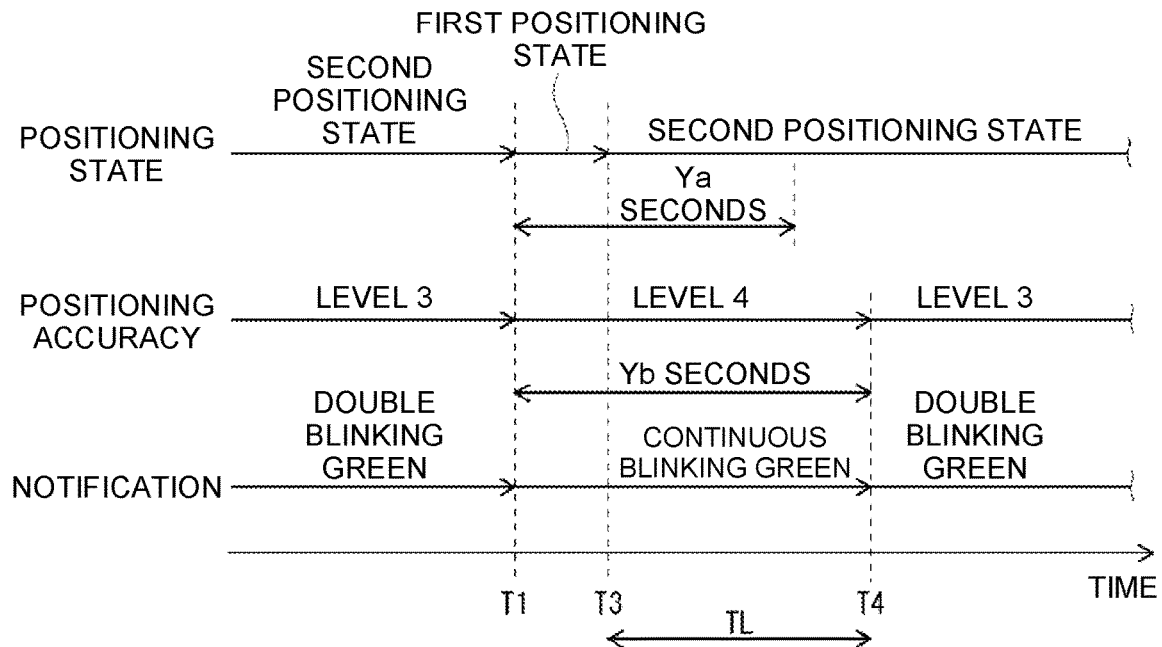 FIRST POSITIONING
STATE
SECOND
POSITIONING
STATE
SECOND POSITIONING STATE
POSITIONING
STATE
Ya
SECONDS
LEVEL 3
LEVEL 4
LEVEL 3
POSITIONING
ACCURACY
Yb SECONDS
DOUBLE
BLINKING
GREEN
CONTINUOUS
BLINKING GREEN
DOUBLE
BLINKING
GREEN
NOTIFICATION
TIME
T1
T3
T4
TL